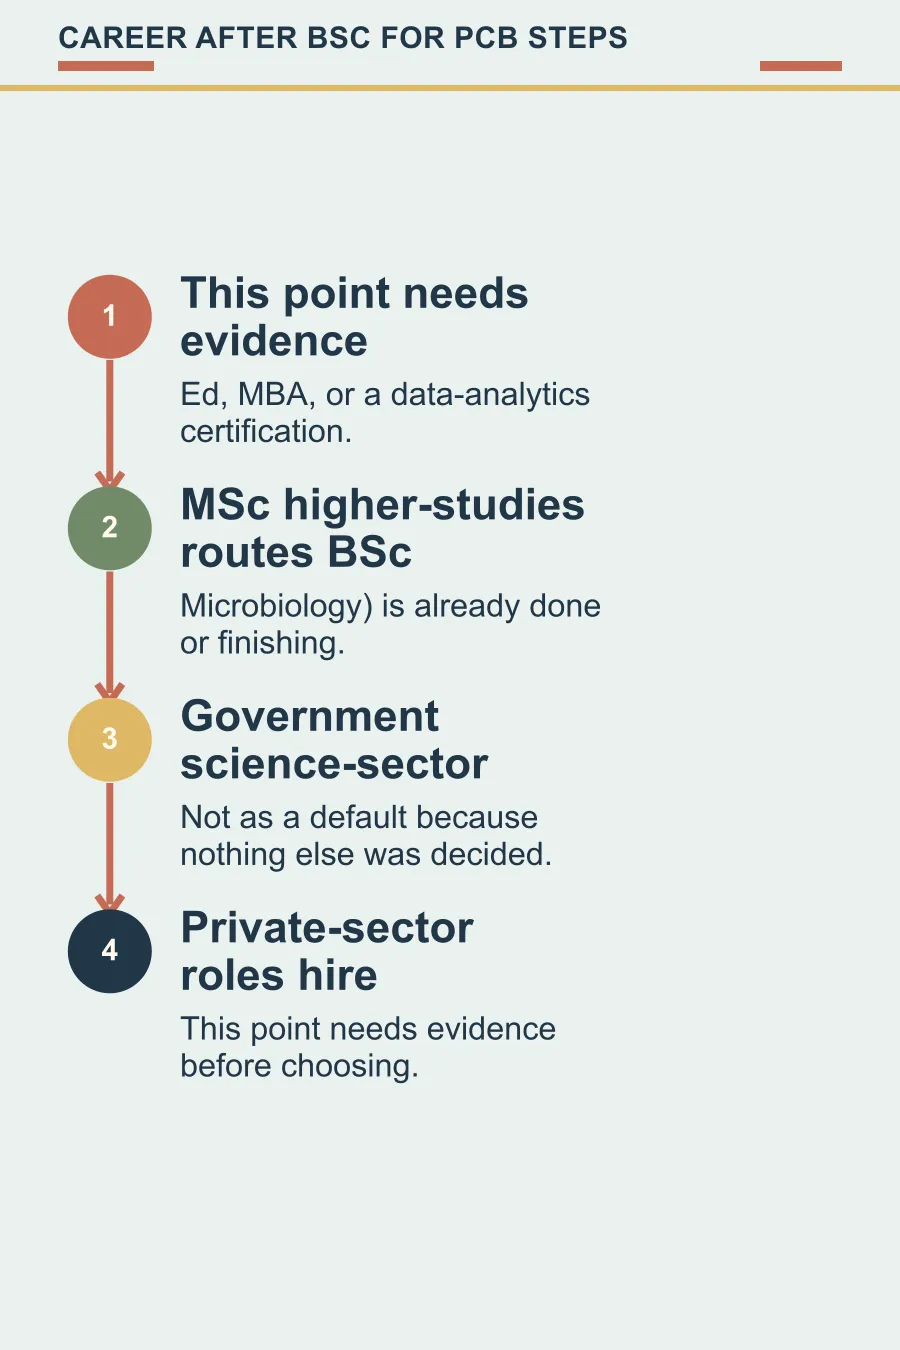 CAREER AFTER BSC FOR PCB STEPS
1
This point needs
evidence
Ed, MBA, or a data-analytics
certification.
2
MSc higher-studies
routes BSc
Microbiology) is already done
or finishing.
3
Government
science-sector
Not as a default because
nothing else was decided.
4
Private-sector
roles hire
This point needs evidence
before choosing.